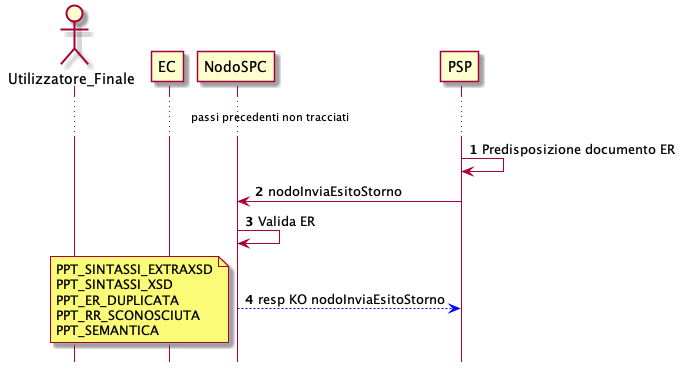 Utilizzatore_Finale
EC
NodoSPC
PSP
passi precedenti non tracciati
1 Predisposizione documento ER
2 nodoInviaEsitoStorno
3 Valida ER
PPT_SINTASSI_EXTRAXSD
PPT_SINTASSI_XSD
PPT_ER_DUPLICATA
PPT_RR_SCONOSCIUTA
PPT_SEMANTICA
4 resp KO nodoInviaEsitoStorno